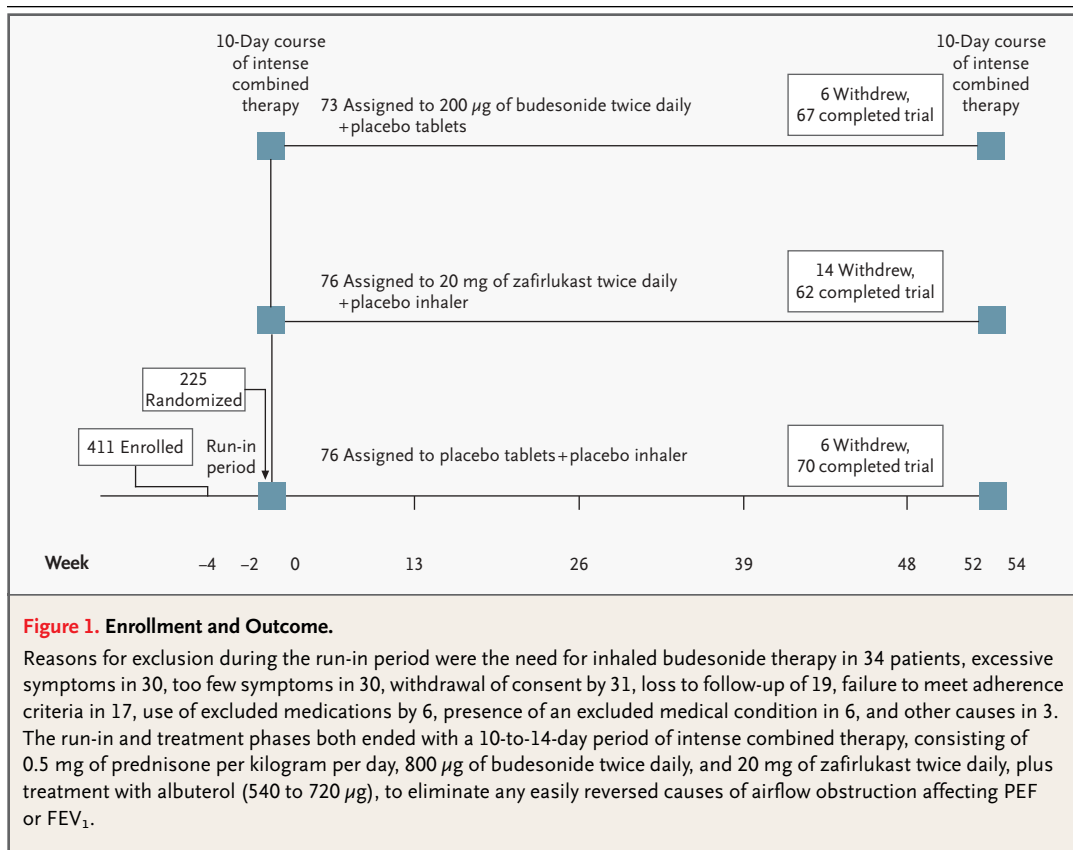 10-Day course
of intense
combined
therapy
10-Day course
of intense
combined
therapy
73 Assigned to 200 µg of budesonide twice daily
+placebo tablets
6 Withdrew,
67 completed trial
76 Assigned to 20 mg of zafirlukast twice daily
+placebo inhaler
14 Withdrew,
62 completed trial
225
Randomized
411 Enrolled
Run-in
period
76 Assigned to placebo tablets+placebo inhaler
6 Withdrew,
70 completed trial
Week –4 –2 0 13 26 39 48 52 54
Figure 1. Enrollment and Outcome.
Reasons for exclusion during the run-in period were the need for inhaled budesonide therapy in 34 patients, excessive
symptoms in 30, too few symptoms in 30, withdrawal of consent by 31, loss to follow-up of 19, failure to meet adherence
criteria in 17, use of excluded medications by 6, presence of an excluded medical condition in 6, and other causes in 3.
The run-in and treatment phases both ended with a 10-to-14-day period of intense combined therapy, consisting of
0.5 mg of prednisone per kilogram per day, 800 µg of budesonide twice daily, and 20 mg of zafirlukast twice daily, plus
treatment with albuterol (540 to 720 µg), to eliminate any easily reversed causes of airflow obstruction affecting PEF
or FEV₁.